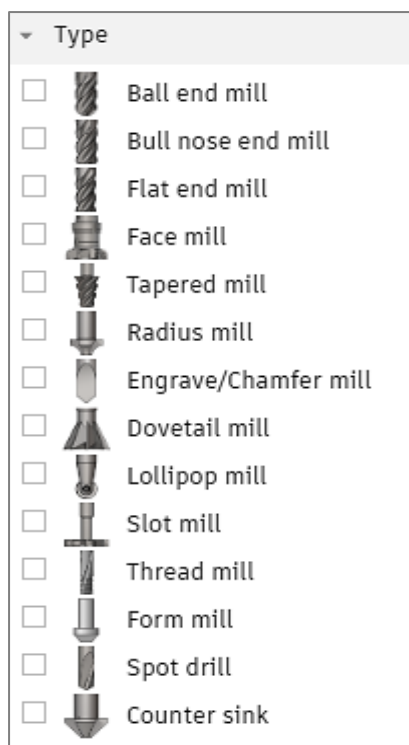 Type
Ball end mill
Bull nose end mill
Flat end mill
Face mill
Tapered mill
Radius mill
Engrave/Chamfer mill
Dovetail mill
Lollipop mill
Slot mill
Thread mill
Form mill
Spot drill
Counter sink